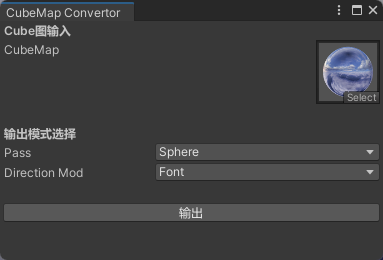 CubeMap Convertor
Cube图输入
CubeMap
Select
输出模式选择
Pass Sphere
Direction Mod Font
输出